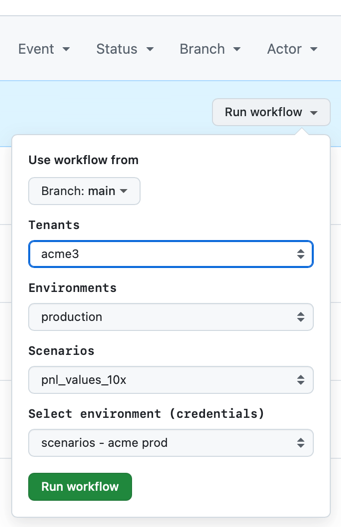 Event Status Branch Actor
Run workflow
Use workflow from
Branch: main
Tenants
acme3
Environments
production
Scenarios
pnl_values_10x
Select environment (credentials)
scenarios - acme prod
Run workflow